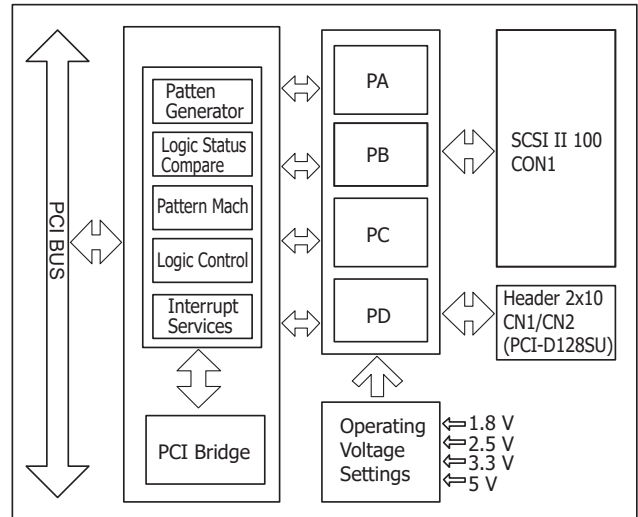 PCI BUS
Patten
Generator
Logic Status
Compare
Pattern Mach
Logic Control
Interrupt
Services
PCI Bridge
PA
PB
PC
PD
Operating
Voltage
Settings
1.8 V
2.5 V
3.3 V
5 V
SCSI II 100
CON1
Header 2x10
CN1/CN2
(PCI-D128SU)